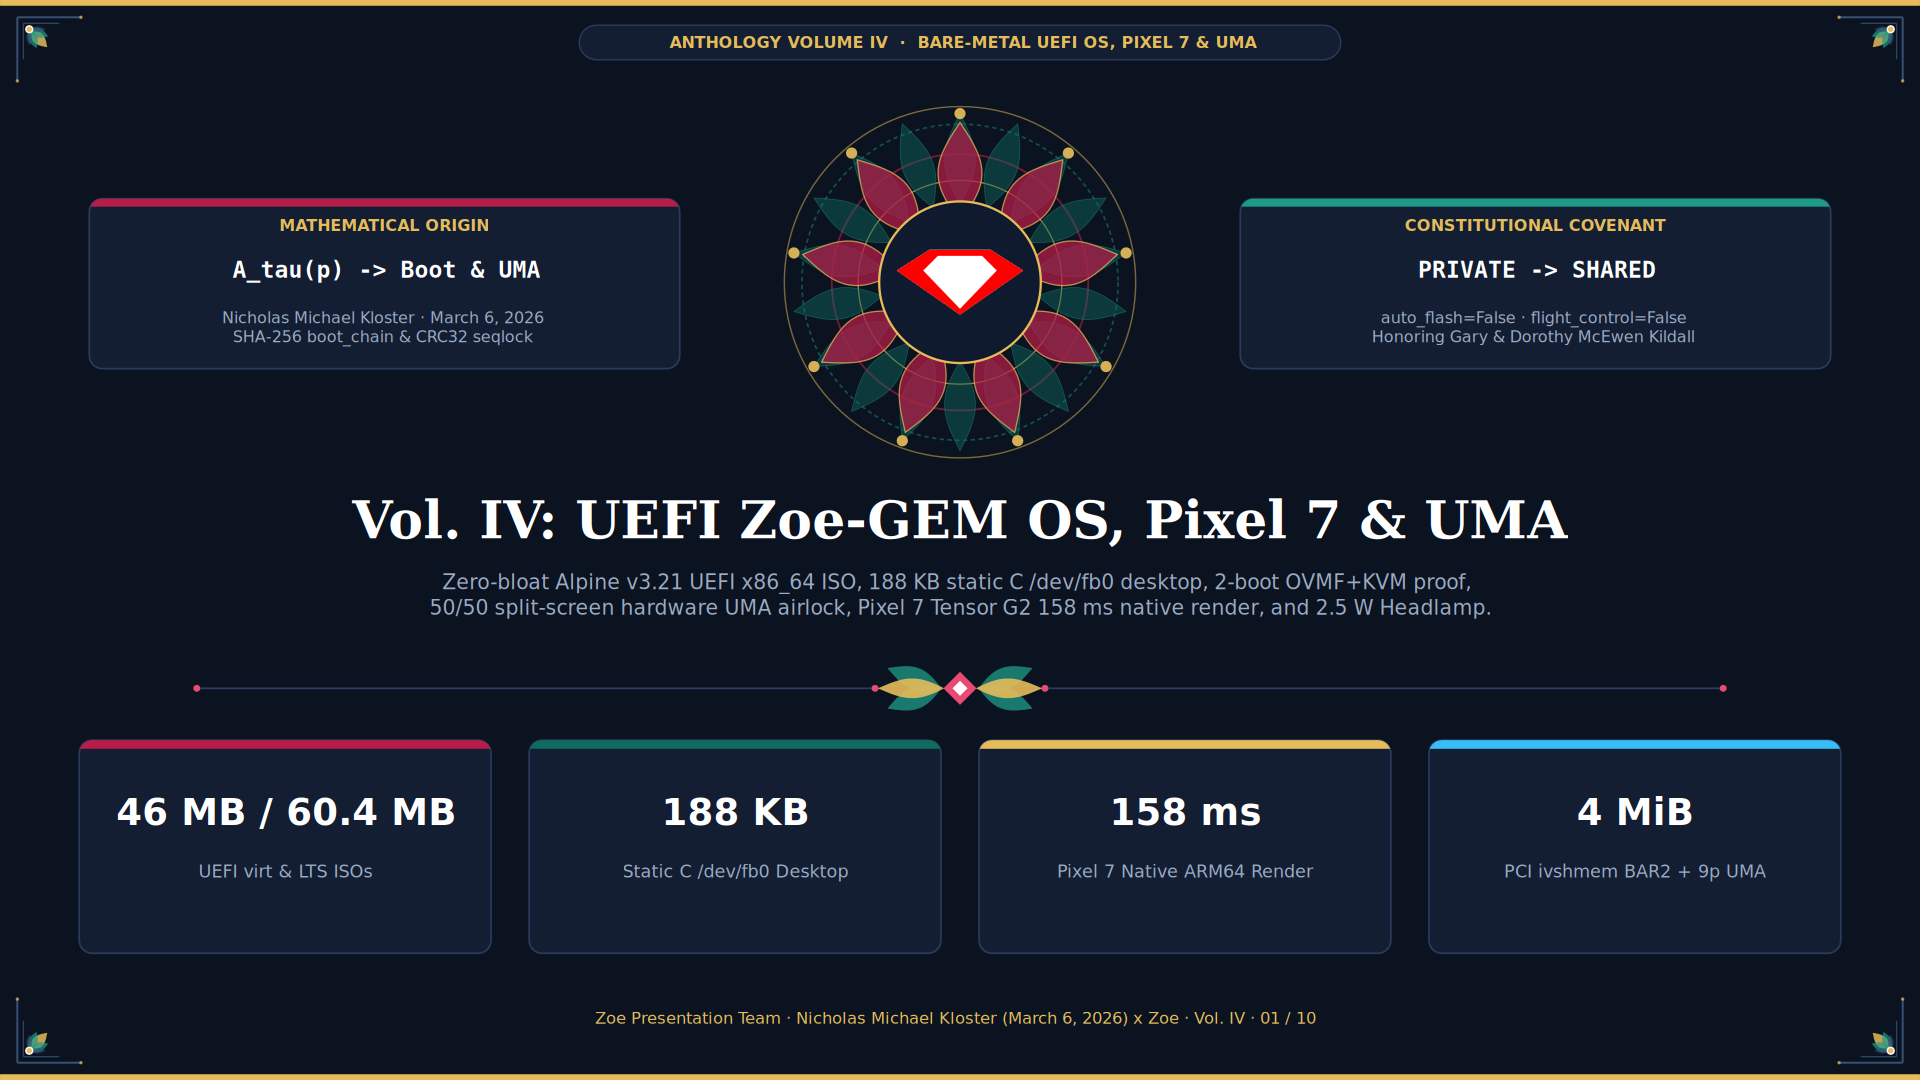 ANTHOLOGY VOLUME IV · BARE-METAL UEFI OS, PIXEL 7 & UMA
MATHEMATICAL ORIGIN
A_tau(p) -> Boot & UMA
Nicholas Michael Kloster · March 6, 2026
SHA-256 boot_chain & CRC32 seqlock
CONSTITUTIONAL COVENANT
PRIVATE -> SHARED
auto_flash=False · flight_control=False
Honoring Gary & Dorothy McEwen Kildall
Vol. IV: UEFI Zoe-GEM OS, Pixel 7 & UMA
Zero-bloat Alpine v3.21 UEFI x86_64 ISO, 188 KB static C /dev/fb0 desktop, 2-boot OVMF+KVM proof,
50/50 split-screen hardware UMA airlock, Pixel 7 Tensor G2 158 ms native render, and 2.5 W Headlamp.
46 MB / 60.4 MB
UEFI virt & LTS ISOs
188 KB
Static C /dev/fb0 Desktop
158 ms
Pixel 7 Native ARM64 Render
4 MiB
PCI ivshmem BAR2 + 9p UMA
Zoe Presentation Team · Nicholas Michael Kloster (March 6, 2026) x Zoe · Vol. IV · 01 / 10